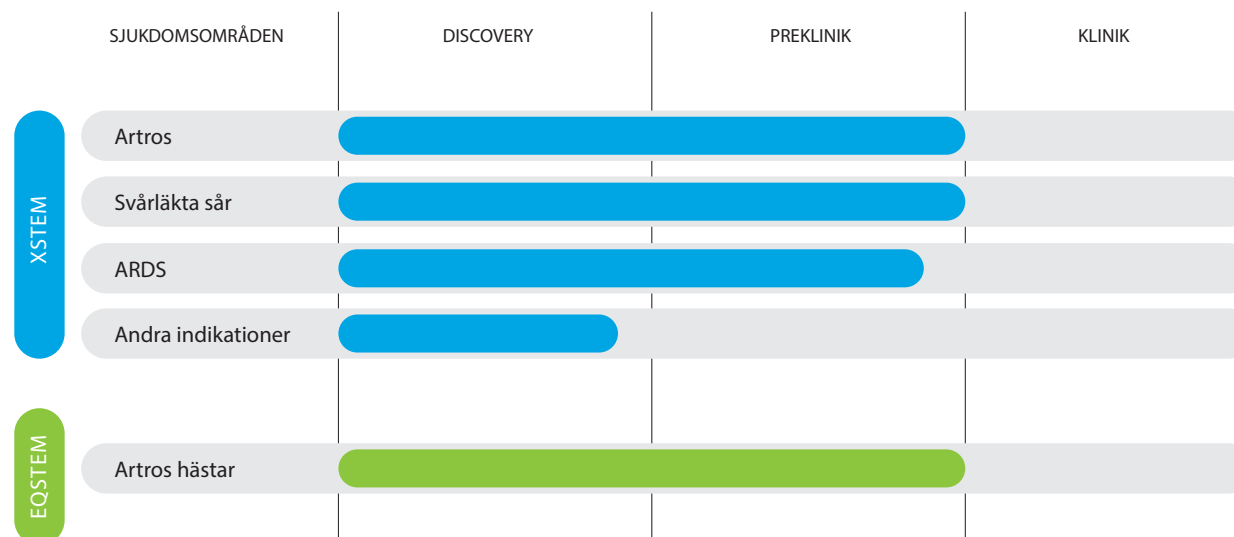 SJUKDOMSOMRÅDEN
DISCOVERY
PREKLINIK
KLINIK
XSTEM
Artros
Svårläkta sår
ARDS
Andra indikationer
EQSTEM
Artros hästar